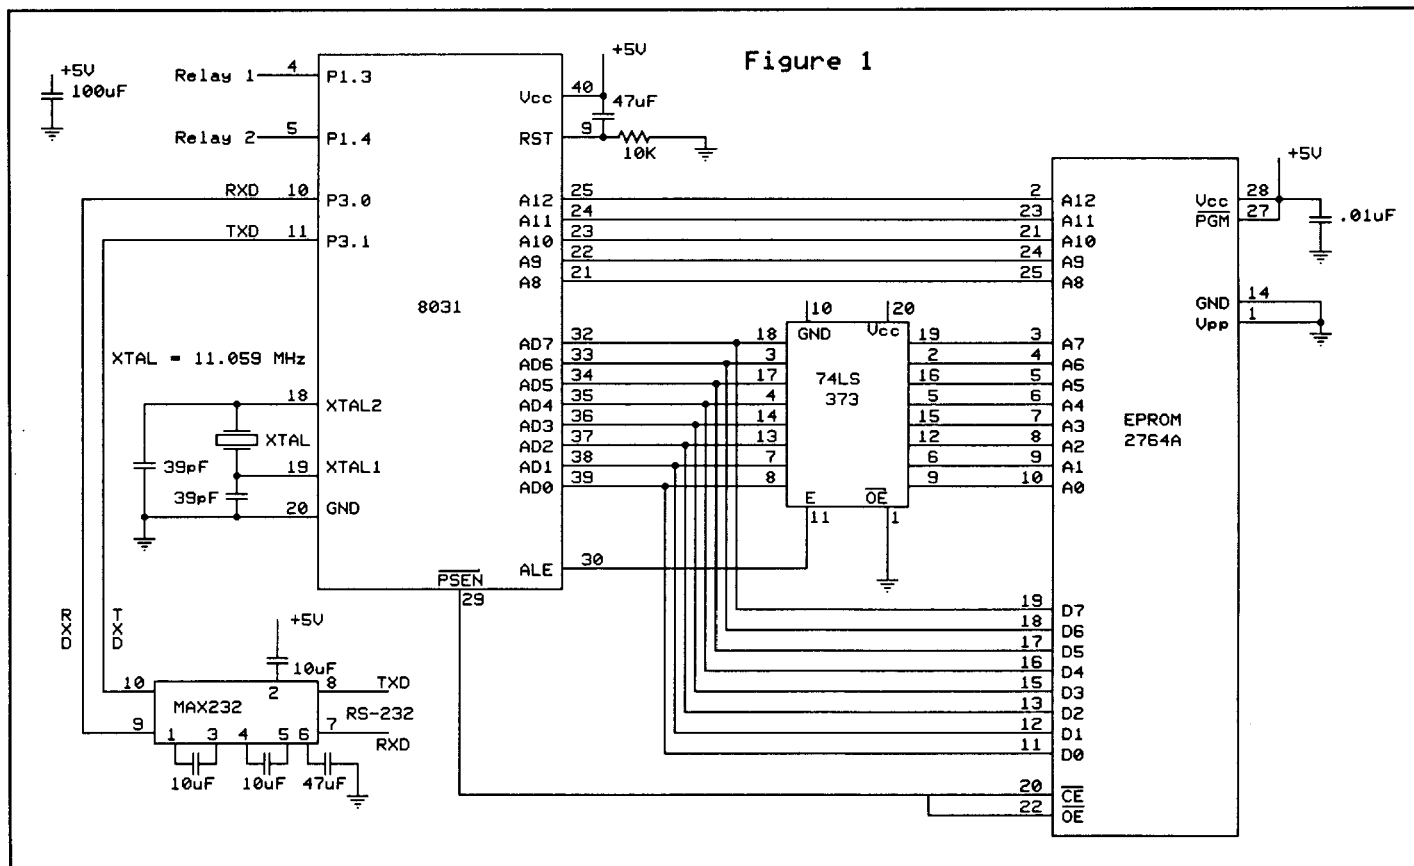 Figure 1
+5V
100uF
Relay 1
4
P1.3
Relay 2
5
P1.4
RXD
10
P3.0
TXD
11
P3.1
8031
XTAL = 11.059 MHz
18
XTAL2
XTAL
19
XTAL1
39pF
39pF
20
GND
PSEN
29
+5V
40
Vcc
47uF
9
RST
10K
25
A12
24
A11
23
A10
22
A9
21
A8
32
AD7
33
AD6
34
AD5
35
AD4
36
AD3
37
AD2
38
AD1
39
AD0
30
ALE
10
20
GND
Vcc
18
3
17
4
14
13
7
8
74LS
373
19
2
16
5
15
12
6
9
E
OE
11
1
2
A12
23
A11
21
A10
24
A9
25
A8
3
A7
4
A6
5
A5
6
A4
7
A3
8
A2
9
A1
10
A0
EPROM
2764A
19
D7
18
D6
17
D5
16
D4
15
D3
13
D2
12
D1
11
D0
20
CE
22
OE
+5V
28
Vcc
27
PGM
.01uF
14
GND
1
Vpp
RXD
TXD
+5V
10uF
10
9
MAX232
2
8
TXD
RS-232
7
RXD
1
3
4
5
6
10uF
10uF
47uF